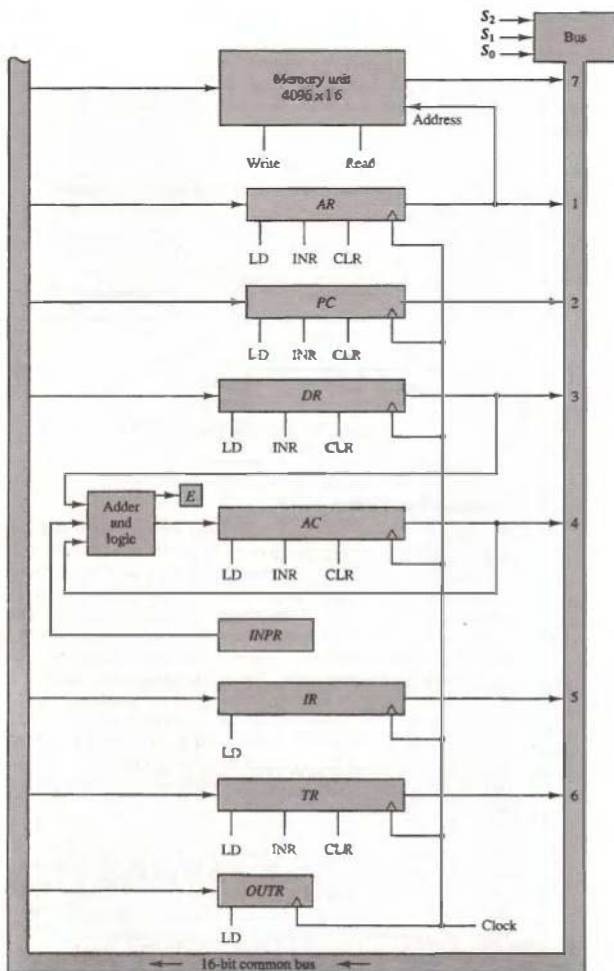 S2
S1
S0
Bus
Memory unit
4096 x 16
7
Address
Write Read
AR
1
LD INR CLR
PC
2
LD INR CLR
DR
3
LD INR CLR
Adder
and
logic
E
AC
4
LD INR CLR
INPR
IR
5
LD
TR
6
LD INR CLR
OUTR
LD
Clock
16-bit common bus